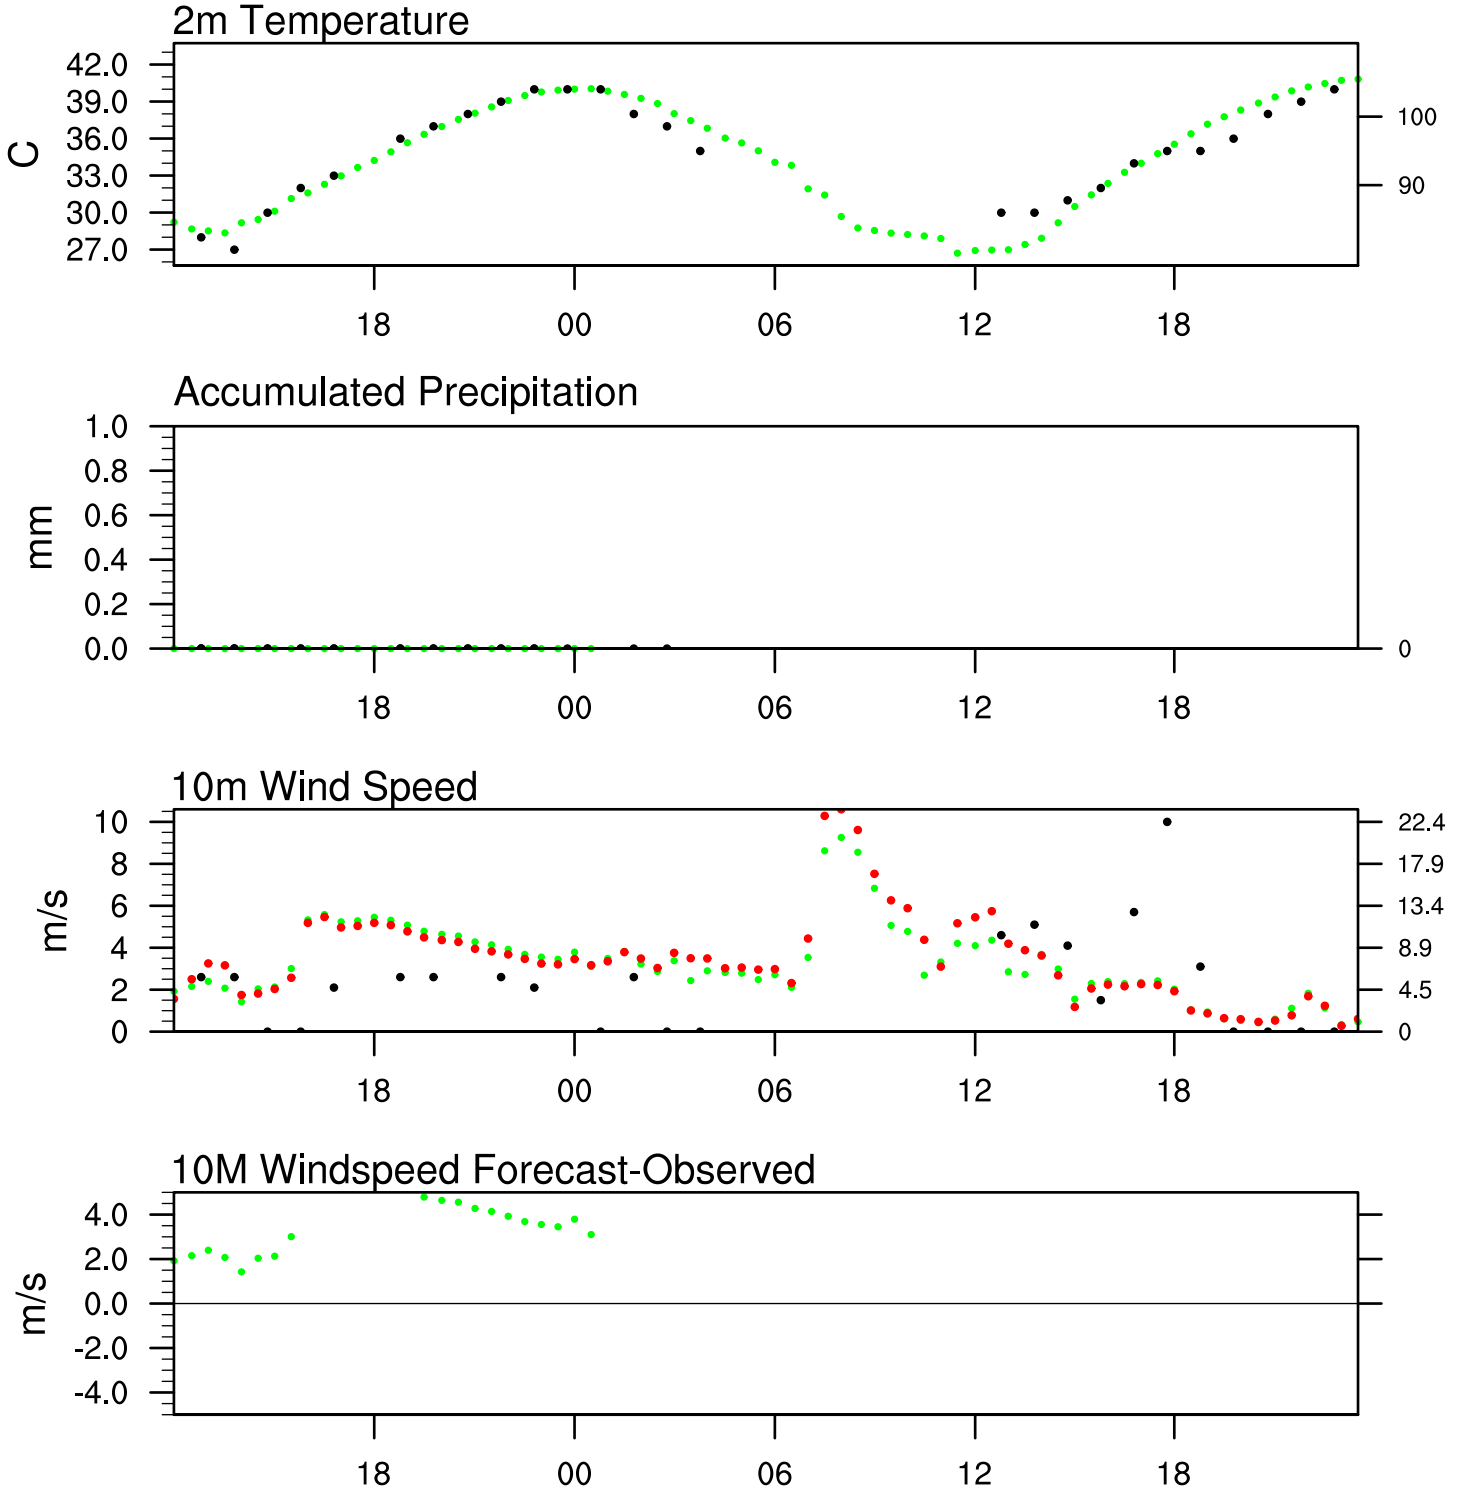 2m Temperature
42.0
39.0
36.0
33.0
30.0
27.0
C
100
90
18 00 06 12 18
Accumulated Precipitation
1.0
0.8
0.6
0.4
0.2
0.0
mm
0
18 00 06 12 18
10m Wind Speed
10
8
6
4
2
0
m/s
22.4
17.9
13.4
8.9
4.5
0
18 00 06 12 18
10M Windspeed Forecast-Observed
4.0
2.0
0.0
-2.0
-4.0
m/s
18 00 06 12 18